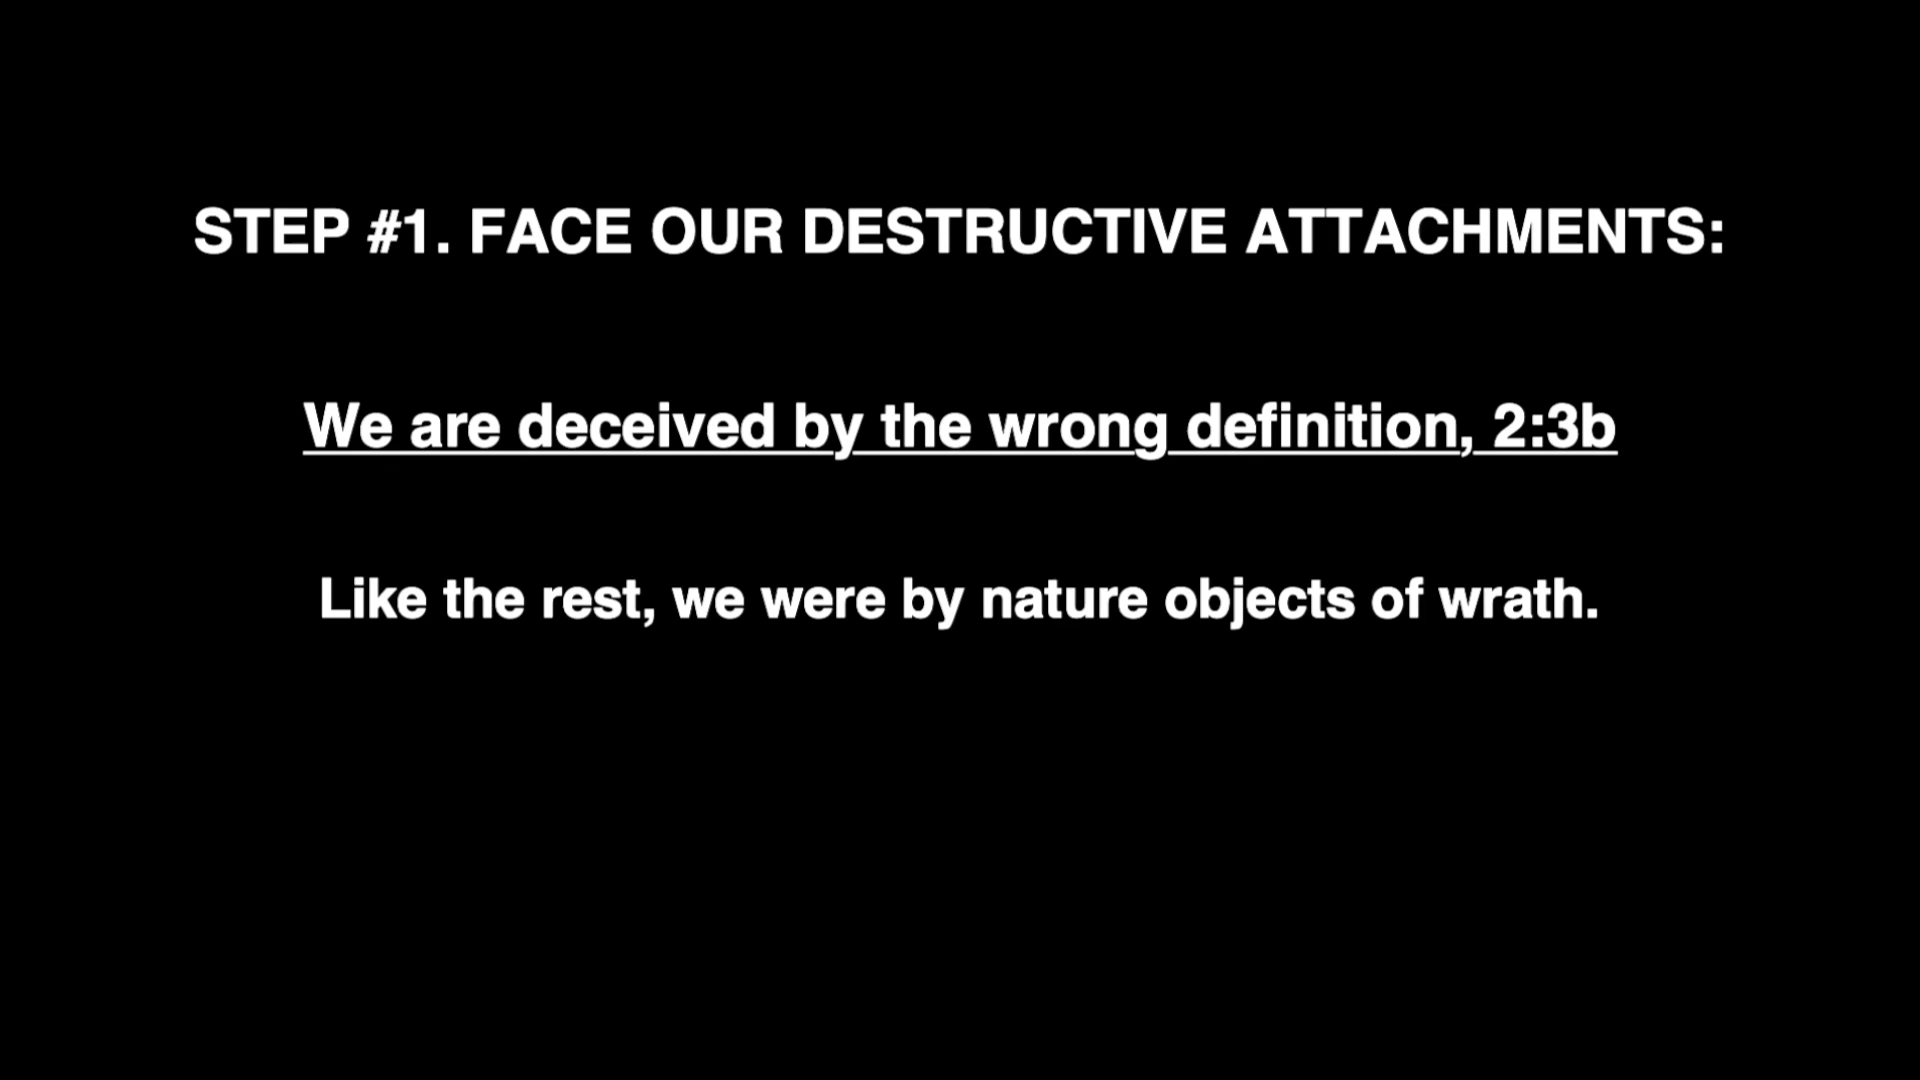 STEP #1. FACE OUR DESTRUCTIVE ATTACHMENTS:
We are deceived by the wrong definition, 2:3b
Like the rest, we were by nature objects of wrath.